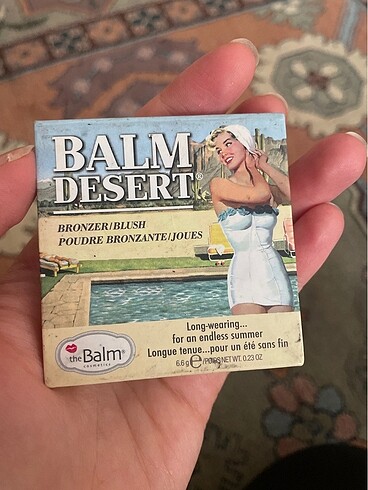 BALM
DESERT®
BRONZER/BLUSH
POUDRE BRONZANTE/JOUES
Long-wearing...
for an endless summer
Longue tenue...pour un été sans fin
6.6 g ℮ /POIDS NET WT. 0.23 OZ
the Balm®
cosmetics